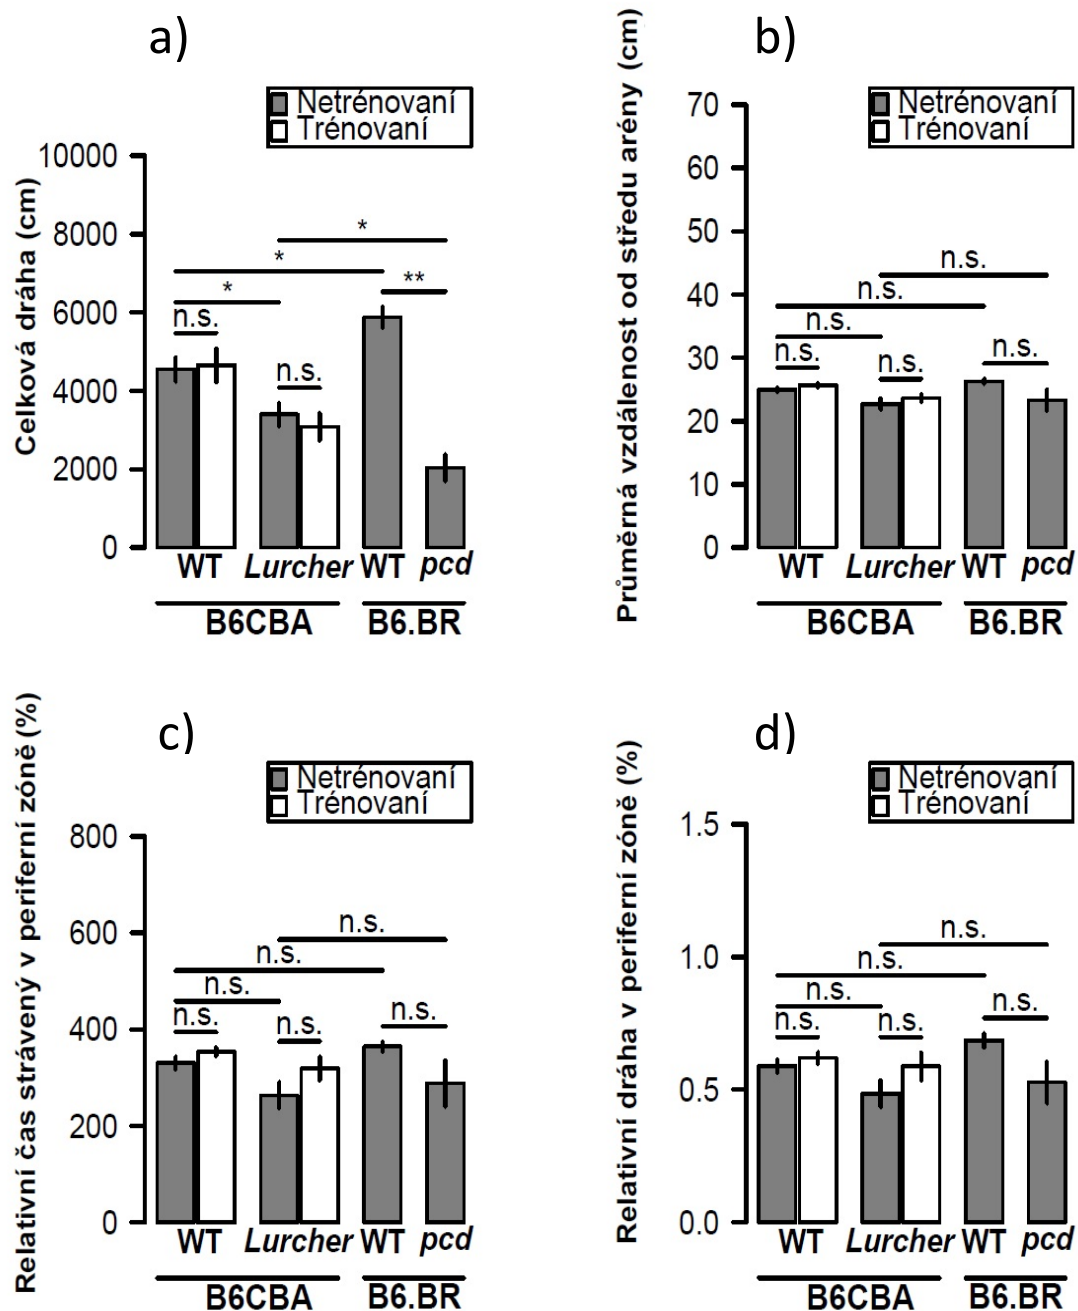 a)
Netrénovaní
Trénovaní
Celková dráha (cm)
10000
8000
6000
4000
2000
0
*
*
*
**
n.s.
n.s.
WT
Lurcher
WT
pcd
B6CBA
B6.BR
b)
Netrénovaní
Trénovaní
Průměrná vzdálenost od středu arény (cm)
70
60
50
40
30
20
10
0
n.s.
n.s.
n.s.
n.s.
n.s.
n.s.
WT
Lurcher
WT
pcd
B6CBA
B6.BR
c)
Netrénovaní
Trénovaní
Relativní čas strávený v periferní zóně (%)
800
600
400
200
0
n.s.
n.s.
n.s.
n.s.
n.s.
n.s.
WT
Lurcher
WT
pcd
B6CBA
B6.BR
d)
Netrénovaní
Trénovaní
Relativní dráha v periferní zóně (%)
1.5
1.0
0.5
0.0
n.s.
n.s.
n.s.
n.s.
n.s.
n.s.
WT
Lurcher
WT
pcd
B6CBA
B6.BR